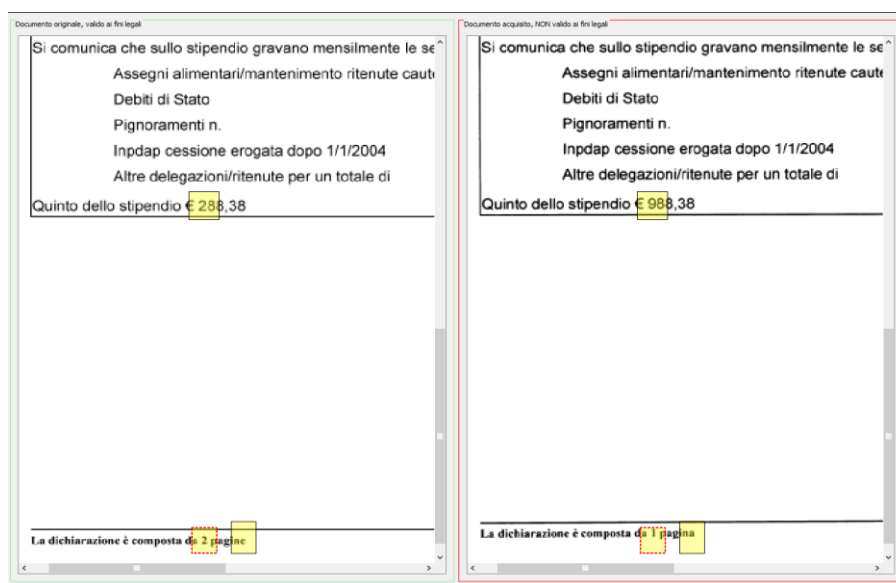 Documento originale, valido ai fini legali
Si comunica che sullo stipendio gravano mensilmente le se
Assegni alimentari/mantenimento ritenute caute
Debiti di Stato
Pignoramenti n.
Inpdap cessione erogata dopo 1/1/2004
Altre delegazioni/ritenute per un totale di
Quinto dello stipendio € 288,38
La dichiarazione è composta da 2 pagine
Documento acquisito, NON valido ai fini legali
Si comunica che sullo stipendio gravano mensilmente le se
Assegni alimentari/mantenimento ritenute caute
Debiti di Stato
Pignoramenti n.
Inpdap cessione erogata dopo 1/1/2004
Altre delegazioni/ritenute per un totale di
Quinto dello stipendio € 988,38
La dichiarazione è composta da 1 pagina